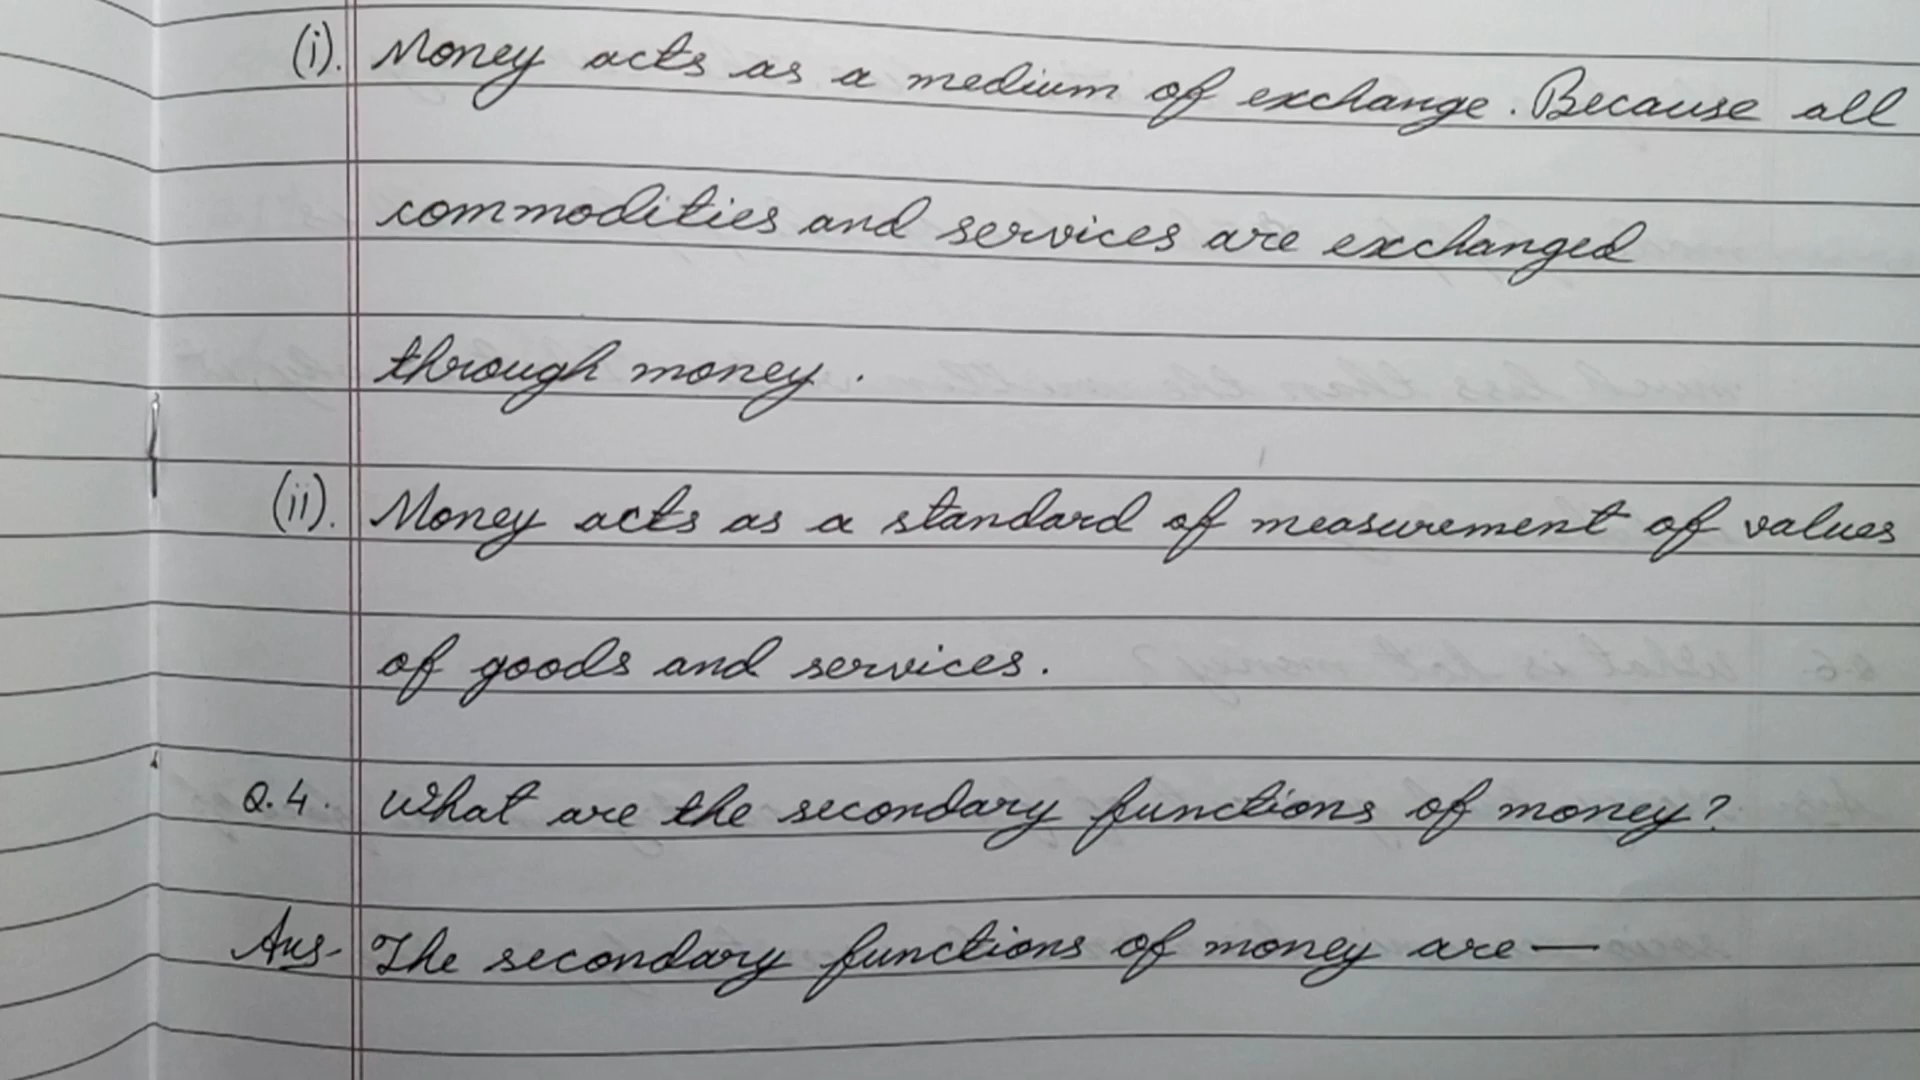 (i). Money acts as a medium of exchange. Because all
commodities and services are exchanged
through money.
(ii). Money acts as a standard of measurement of values
of goods and services.
Q.4. What are the secondary functions of money?
Ans- The secondary functions of money are —